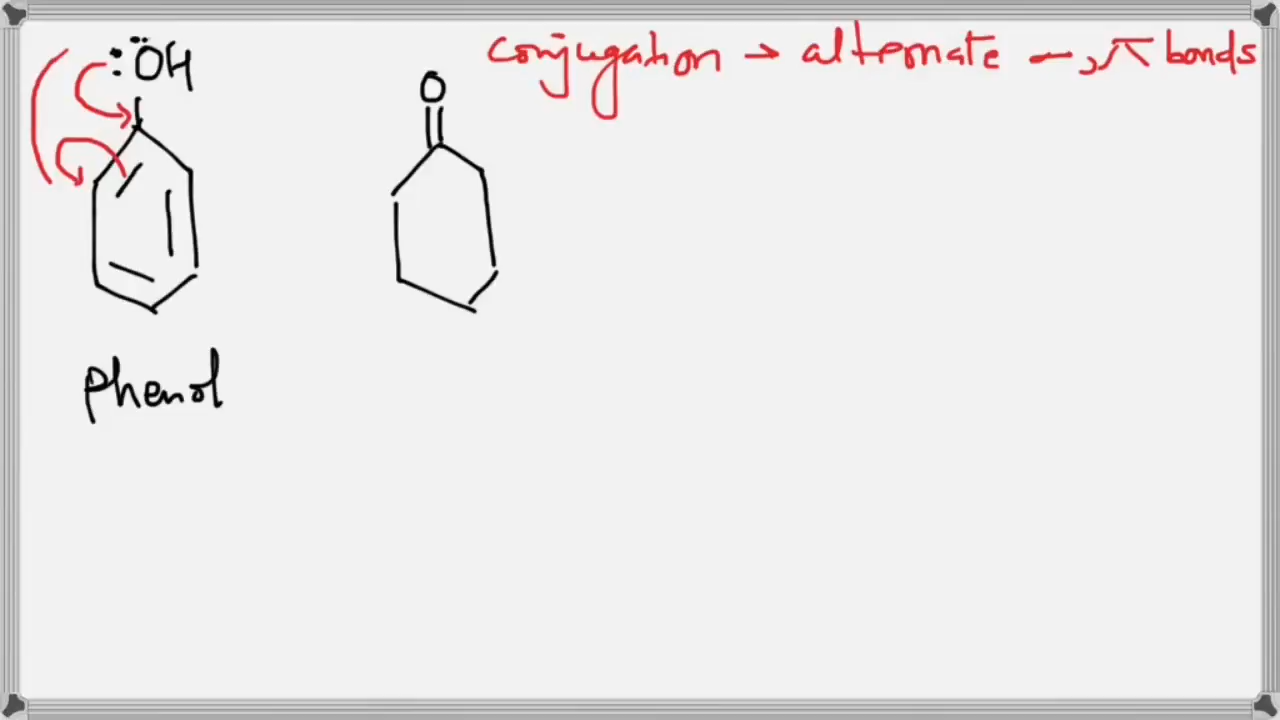 :ÖH
O
conjugation → alternate —, π bonds
phenol